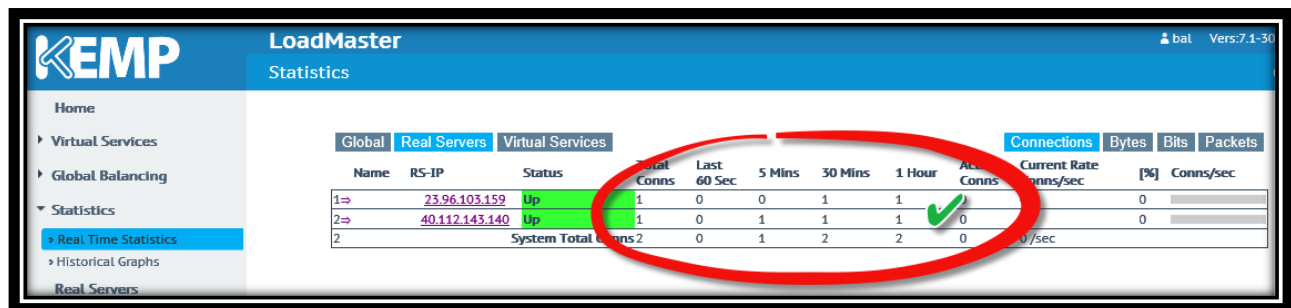 KEMP
LoadMaster
bal Vers:7.1-30
Statistics
Home
Virtual Services
Global Balancing
Statistics
Real Time Statistics
Historical Graphs
Real Servers
Global Real Servers Virtual Services Connections Bytes Bits Packets
Name RS-IP Status Total Conns Last 60 Sec 5 Mins 30 Mins 1 Hour Conns Current Rate Conns/sec [%] Conns/sec
1⇒ 23.96.103.159 Up 1 0 0 1 1 0
2⇒ 40.112.143.140 Up 1 0 1 1 1 0 0
2 System Total Conns 2 0 1 2 2 0 0 /sec